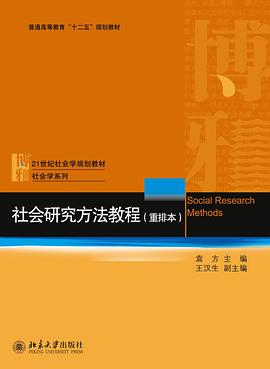 普通高等教育“十二五”规划教材
博雅
博雅
21世纪社会学规划教材
社会学系列
社会研究方法教程(重排本)
Social Research
Methods
袁 方 主 编
王汉生 副主编
北京大学出版社
PEKING UNIVERSITY PRESS